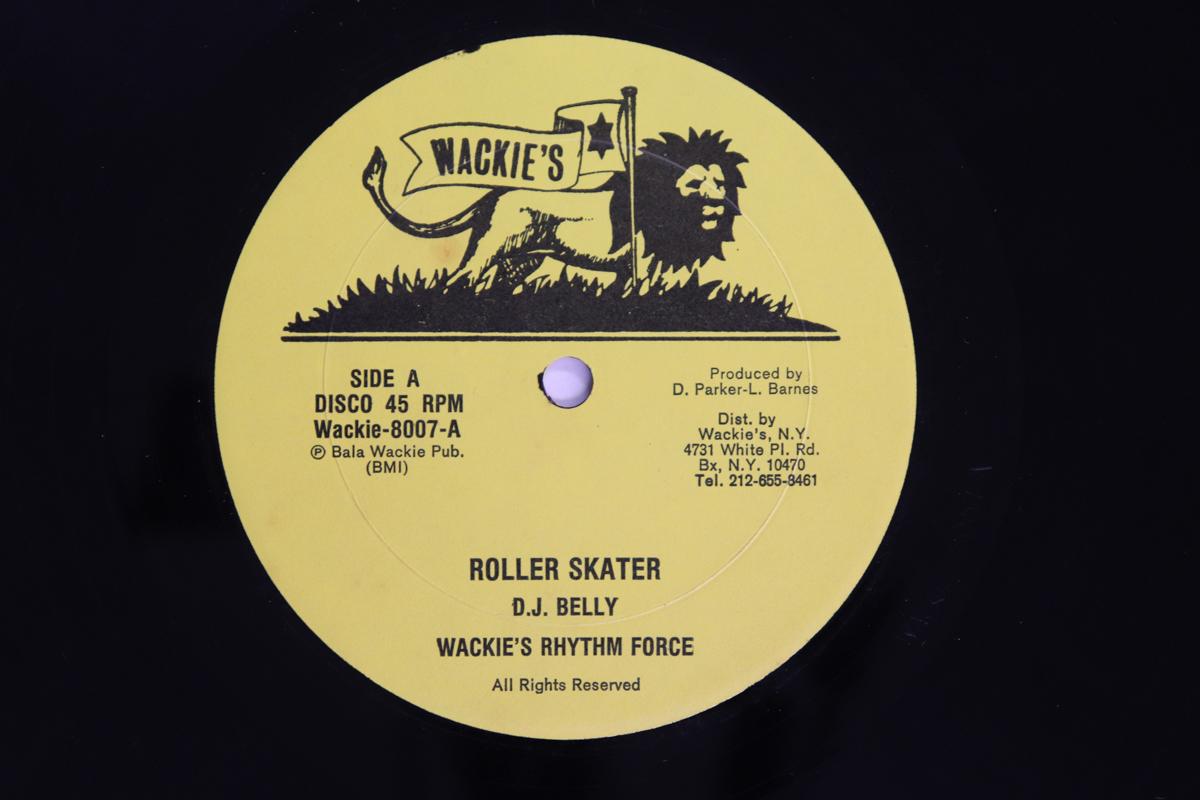 WACKIE'S
SIDE A
DISCO 45 RPM
Wackie-8007-A
℗ Bala Wackie Pub.
(BMI)
Produced by
D. Parker-L. Barnes
Dist. by
Wackie's, N.Y.
4731 White Pl. Rd.
Bx, N.Y. 10470
Tel. 212-655-8461
ROLLER SKATER
D.J. BELLY
WACKIE'S RHYTHM FORCE
All Rights Reserved